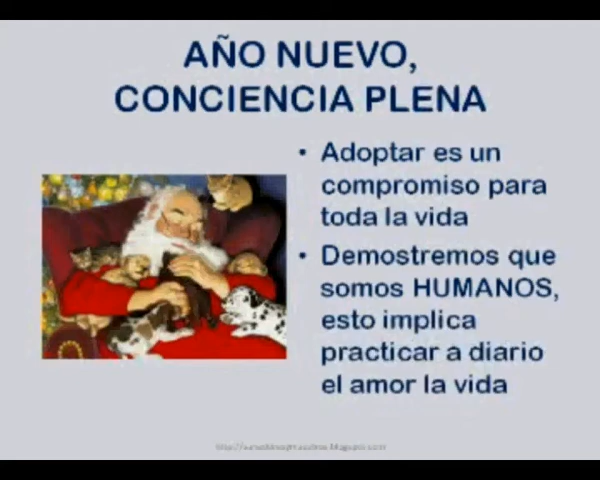 AÑO NUEVO,
CONCIENCIA PLENA
• Adoptar es un
compromiso para
toda la vida
• Demostremos que
somos HUMANOS,
esto implica
practicar a diario
el amor la vida